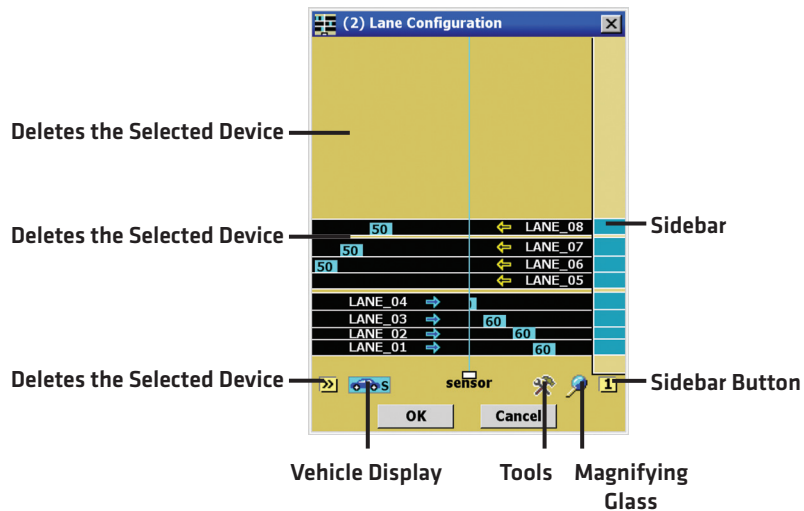 (2) Lane Configuration
Deletes the Selected Device
50 LANE_08
Sidebar
Deletes the Selected Device
50 LANE_07
50 LANE_06
LANE_05
LANE_04
LANE_03 60
LANE_02 60
LANE_01 60
Deletes the Selected Device
>> S sensor 1
Sidebar Button
OK Cancel
Vehicle Display Tools Magnifying
Glass